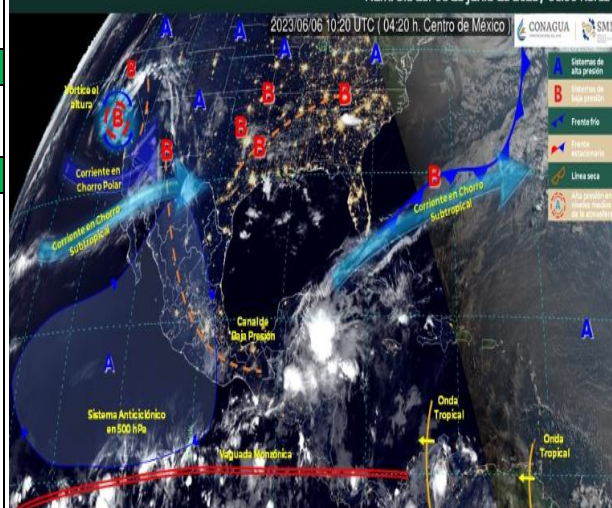 2023/06/06 10:20 UTC ( 04:20 h. Centro de México )
CONAGUA
SMN
A
A
A
A
A
B
Vórtice el
altura
B
B
B
B
B
B
Corriente en
Chorro Polar
Corriente en Chorro
Subtropical
B
Corriente en Chorro
Subtropical
Canal de
Baja Presión
A
A
Sistema Anticiclónico
en 500 hPa
Vaguada Monzónica
Onda
Tropical
Onda
Tropical
A
Sistemas de
alta presión
B
Sistemas de
baja presión
Frente frío
Frente
estacionario
Línea seca
A
Alta presión en
niveles medios
de la atmósfera